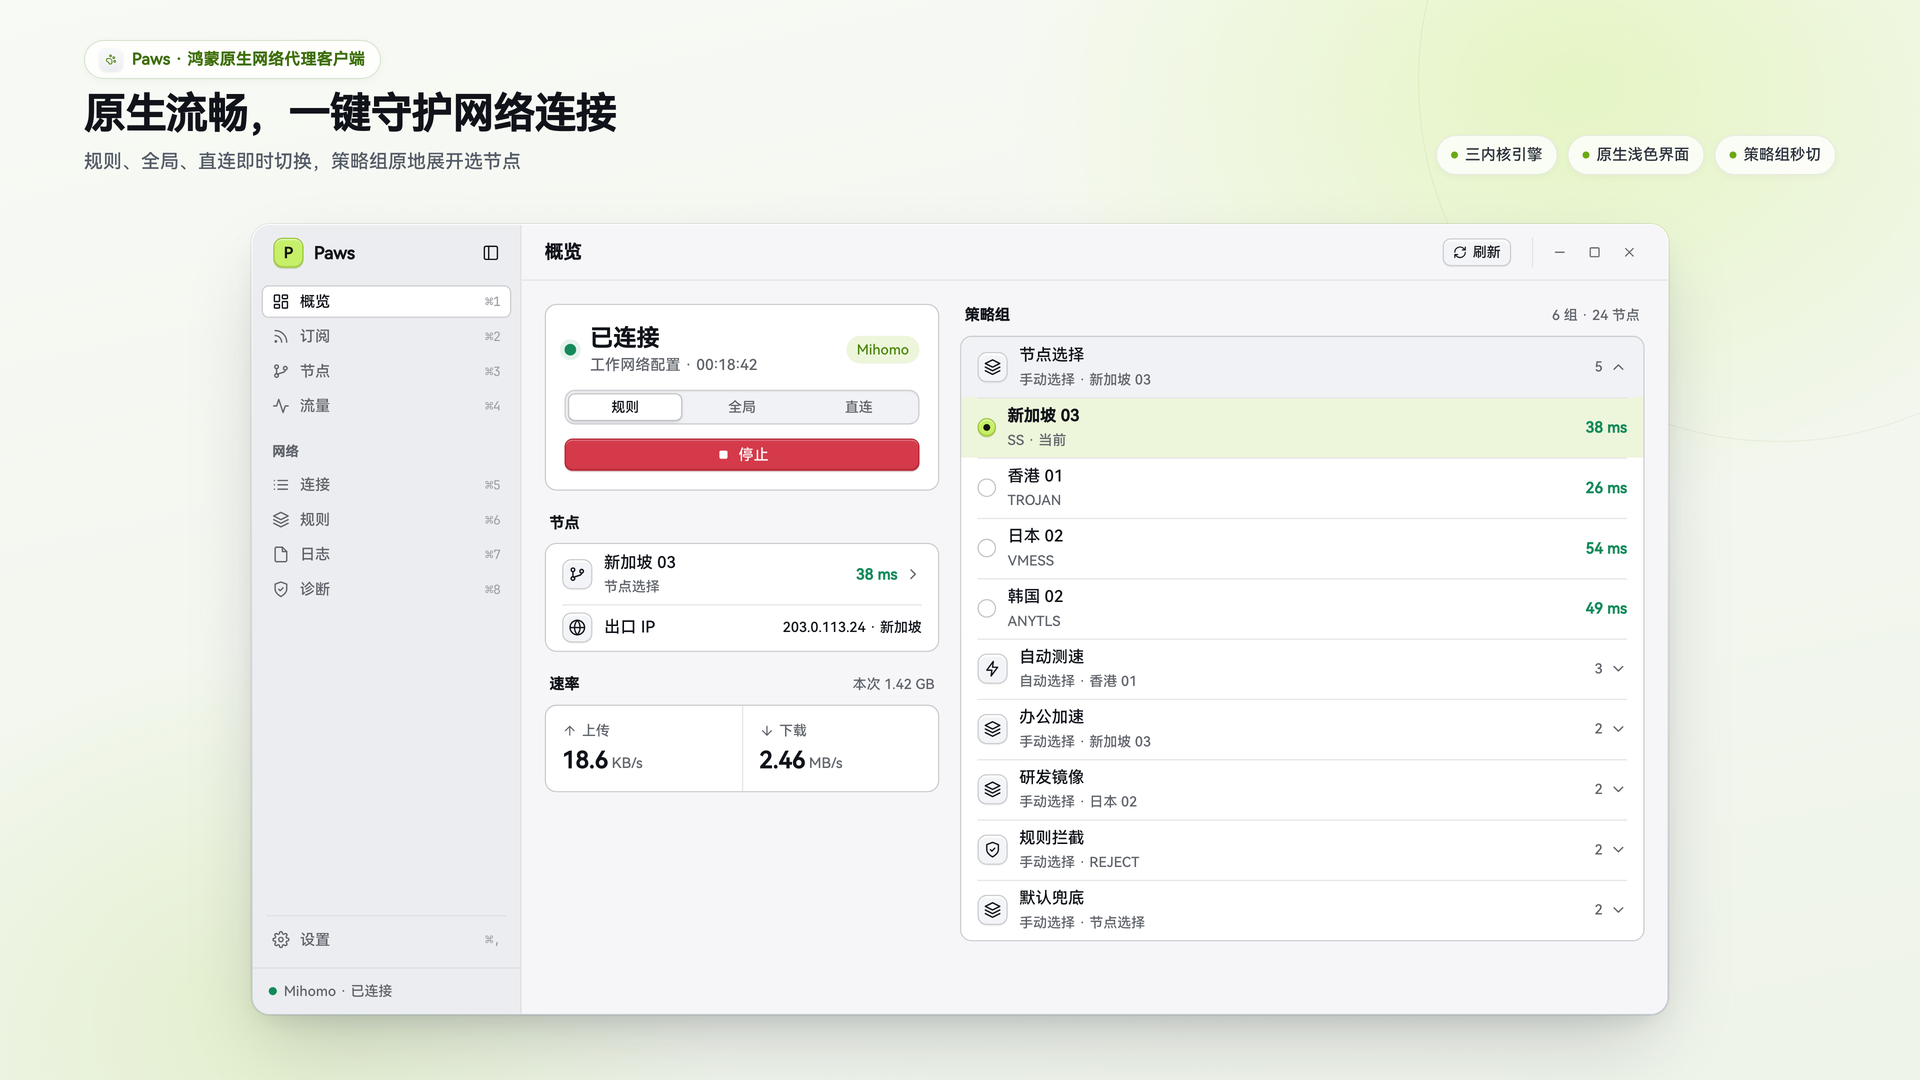 Paws · 鸿蒙原生网络代理客户端
原生流畅，一键守护网络连接
规则、全局、直连即时切换，策略组原地展开选节点
三内核引擎
原生浅色界面
策略组秒切
P Paws
概览 ⌘1
订阅 ⌘2
节点 ⌘3
流量 ⌘4
网络
连接 ⌘5
规则 ⌘6
日志 ⌘7
诊断 ⌘8
设置 ⌘,
Mihomo · 已连接
概览
刷新
已连接
工作网络配置 · 00:18:42
Mihomo
规则 全局 直连
停止
节点
新加坡 03
节点选择
38 ms
出口 IP 203.0.113.24 · 新加坡
速率 本次 1.42 GB
上传
18.6 KB/s
下载
2.46 MB/s
策略组 6 组 · 24 节点
节点选择
手动选择 · 新加坡 03
5
新加坡 03
SS · 当前
38 ms
香港 01
TROJAN
26 ms
日本 02
VMESS
54 ms
韩国 02
ANYTLS
49 ms
自动测速
自动选择 · 香港 01
3
办公加速
手动选择 · 新加坡 03
2
研发镜像
手动选择 · 日本 02
2
规则拦截
手动选择 · REJECT
2
默认兜底
手动选择 · 节点选择
2